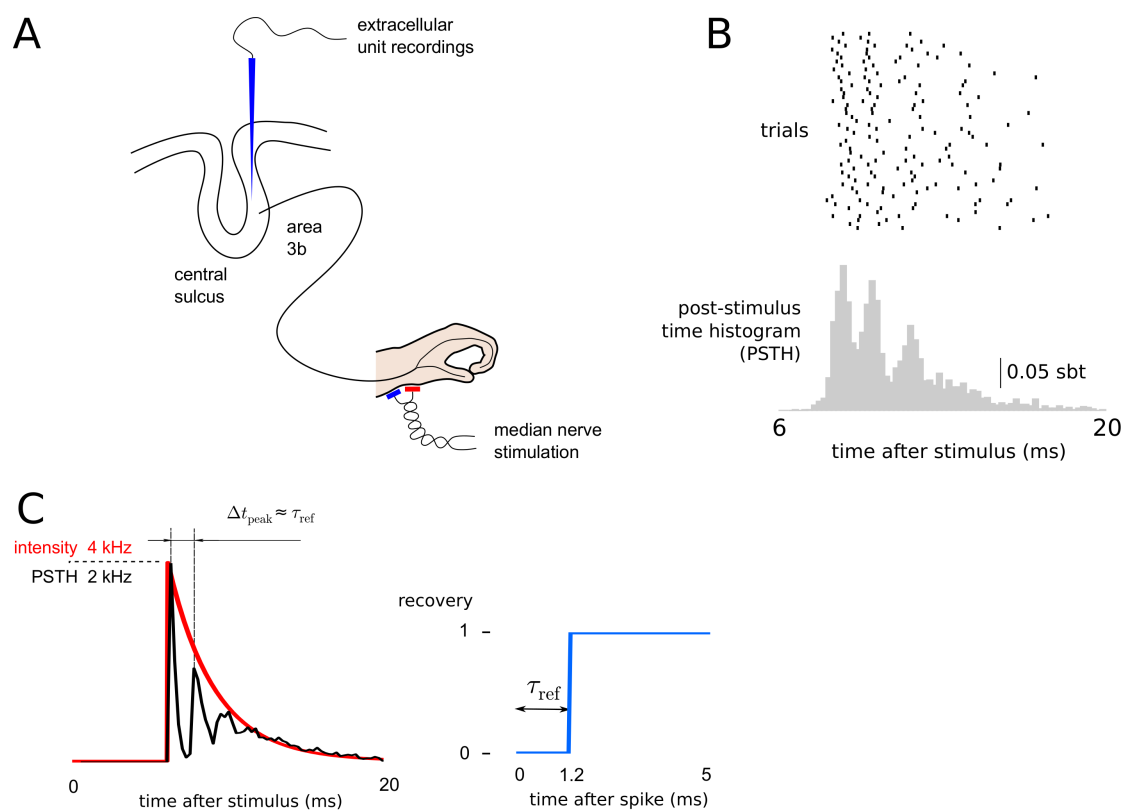 A
extracellular
unit recordings
area
3b
central
sulcus
median nerve
stimulation
B
trials
post-stimulus
time histogram
(PSTH)
0.05 sbt
6
20
time after stimulus (ms)
C
Δt_peak ≈ τ_ref
intensity 4 kHz
PSTH 2 kHz
0
20
time after stimulus (ms)
recovery
1
τ_ref
0
0 1.2 5
time after spike (ms)